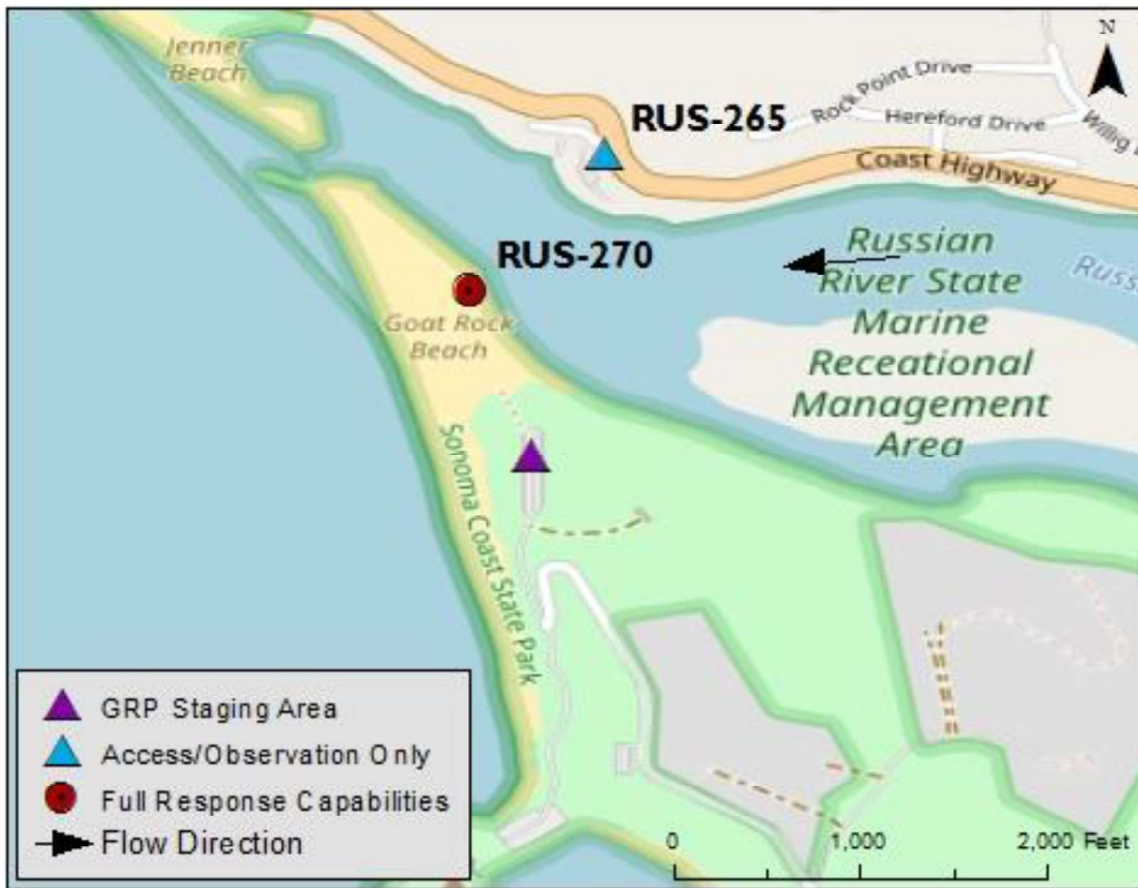 Jenner
Beach
N
RUS-265
Rock Point Drive
Hereford Drive
Willig
Coast Highway
RUS-270
Russian
River State
Marine
Receational
Management
Area
Goat Rock
Beach
Sonoma Coast State Park
GRP Staging Area
Access/Observation Only
Full Response Capabilities
Flow Direction
0 1,000 2,000 Feet